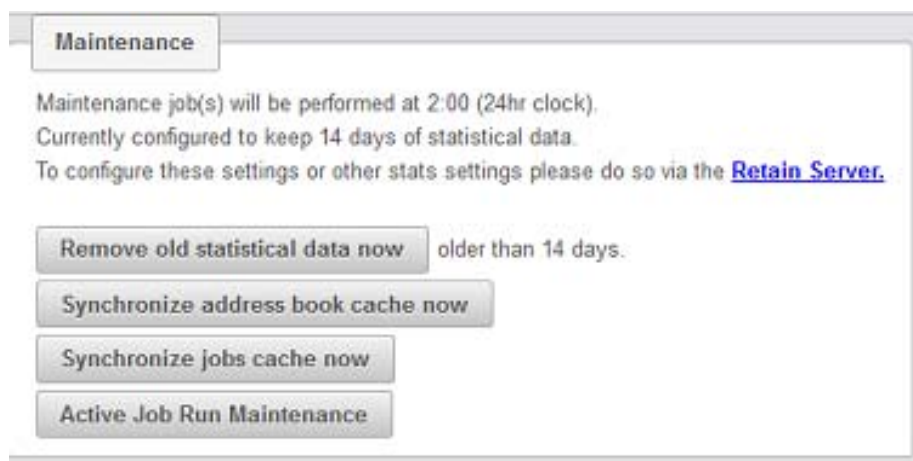 Maintenance
Maintenance job(s) will be performed at 2:00 (24hr clock).
Currently configured to keep 14 days of statistical data.
To configure these settings or other stats settings please do so via the Retain Server.
Remove old statistical data now older than 14 days.
Synchronize address book cache now
Synchronize jobs cache now
Active Job Run Maintenance